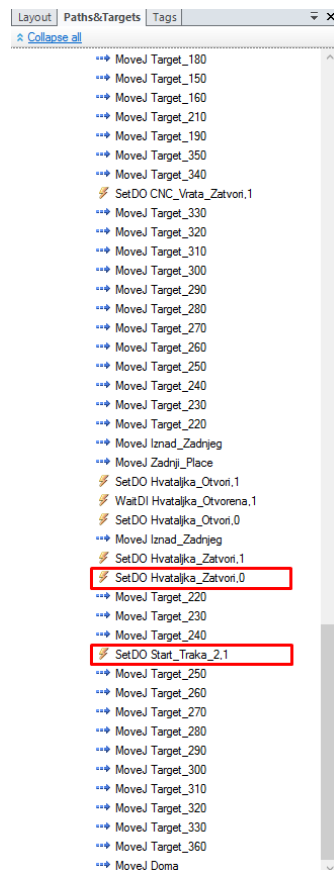 Layout Paths&Targets Tags
Collapse all
MoveJ Target_180
MoveJ Target_150
MoveJ Target_160
MoveJ Target_210
MoveJ Target_190
MoveJ Target_350
MoveJ Target_340
SetDO CNC_Vrata_Zatvori,1
MoveJ Target_330
MoveJ Target_320
MoveJ Target_310
MoveJ Target_300
MoveJ Target_290
MoveJ Target_280
MoveJ Target_270
MoveJ Target_260
MoveJ Target_250
MoveJ Target_240
MoveJ Target_230
MoveJ Target_220
MoveJ Iznad_Zadnjeg
MoveJ Zadnji_Place
SetDO Hvataljka_Otvori,1
WaitDI Hvataljka_Otvorena,1
SetDO Hvataljka_Otvori,0
MoveJ Iznad_Zadnjeg
SetDO Hvataljka_Zatvori,1
SetDO Hvataljka_Zatvori,0
MoveJ Target_220
MoveJ Target_230
MoveJ Target_240
SetDO Start_Traka_2,1
MoveJ Target_250
MoveJ Target_260
MoveJ Target_270
MoveJ Target_280
MoveJ Target_290
MoveJ Target_300
MoveJ Target_310
MoveJ Target_320
MoveJ Target_330
MoveJ Target_360
MoveJ Doma